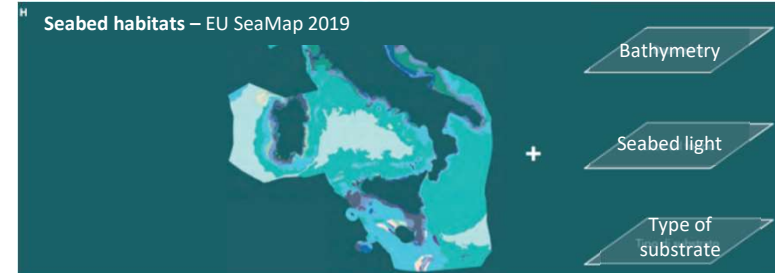 H
Seabed habitats – EU SeaMap 2019
Bathymetry
+
Seabed light
Type of
substrate